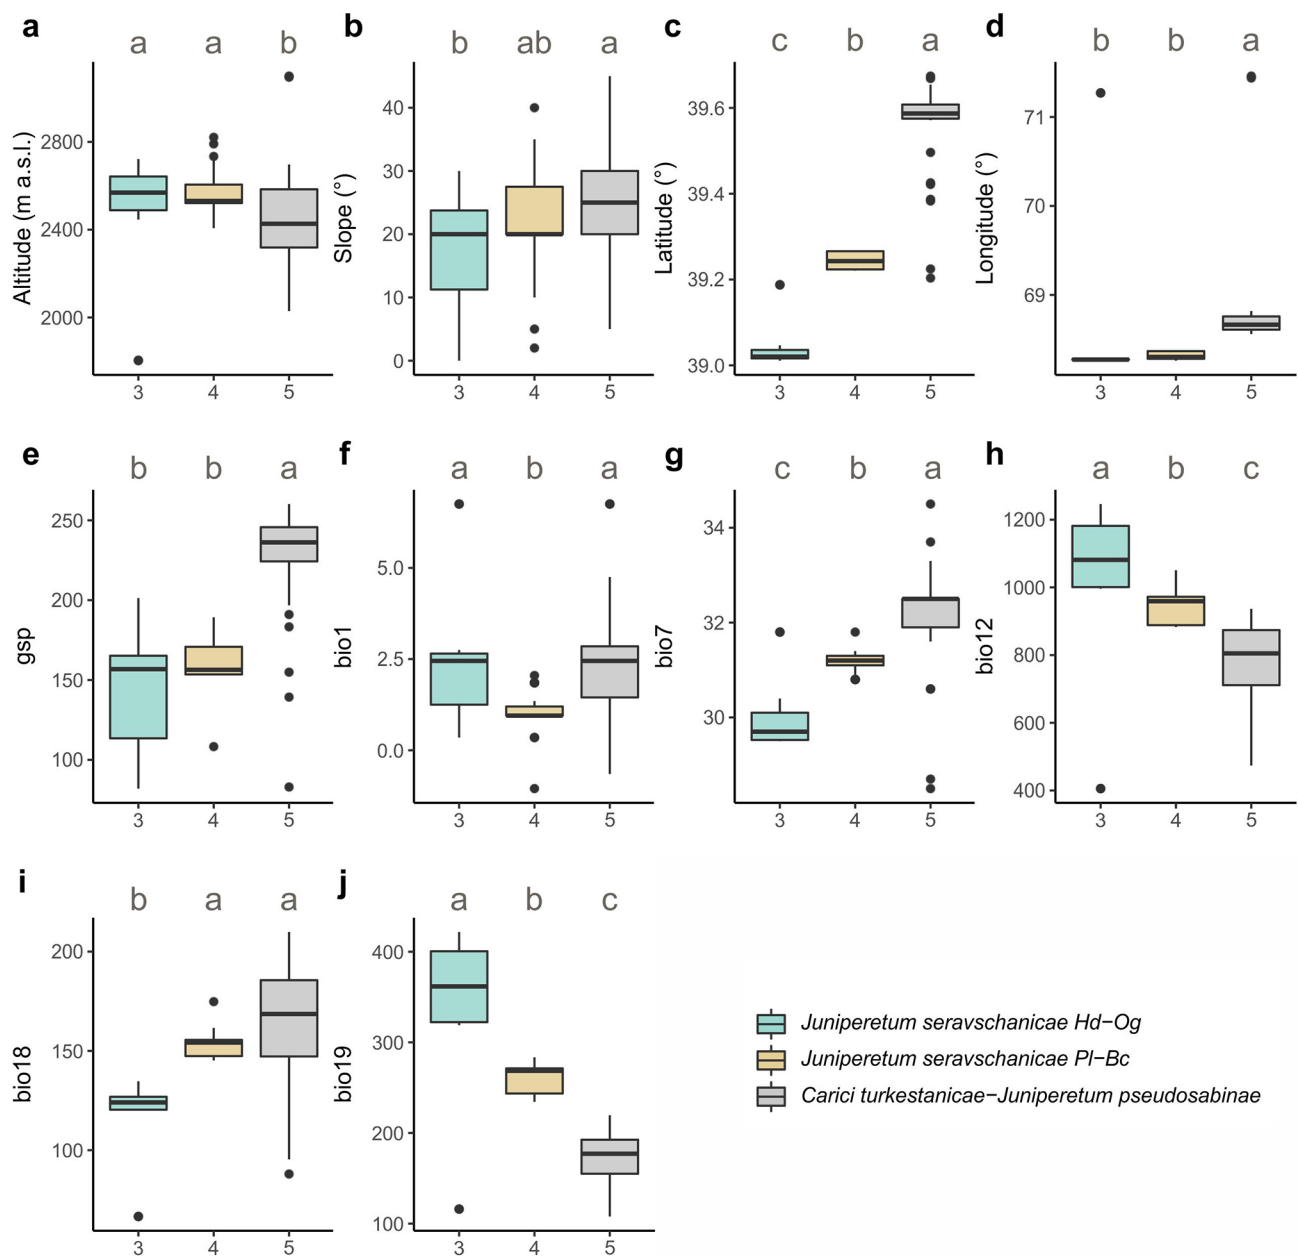 a
b
c
d
a a b
b ab a
c b a
b b a
Altitude (m a.s.l.)
2800
2400
2000
3 4 5
Slope (°)
40
30
20
10
0
3 4 5
Latitude (°)
39.6
39.4
39.2
39.0
3 4 5
Longitude (°)
71
70
69
3 4 5
e
f
g
h
b b a
a b a
c b a
a b c
gsp
250
200
150
100
3 4 5
bio1
5.0
2.5
0.0
3 4 5
bio7
34
32
30
3 4 5
bio12
1200
1000
800
600
400
3 4 5
i
j
b a a
a b c
bio18
200
150
100
3 4 5
bio19
400
300
200
100
3 4 5
Juniperetum seravschanicae Hd−Og
Juniperetum seravschanicae Pl−Bc
Carici turkestanicae−Juniperetum pseudosabinae